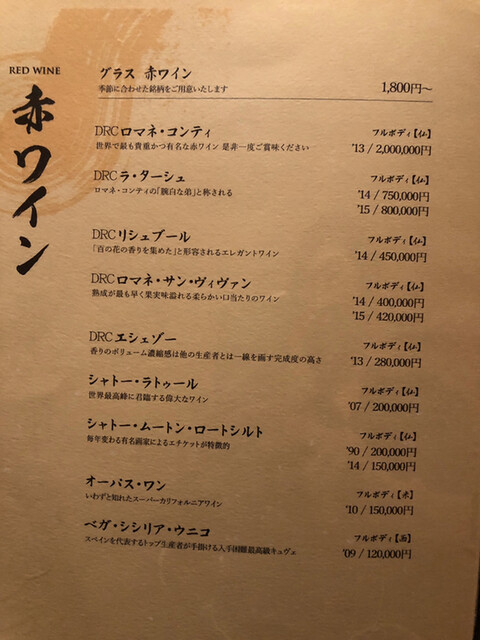 RED WINE
赤ワイン
グラス 赤ワイン
季節に合わせた銘柄をご用意いたします
1,800円～
DRCロマネ・コンティ
フルボディ【仏】
世界で最も貴重かつ有名な赤ワイン 是非一度ご賞味ください
'13 / 2,000,000円
DRCラ・ターシュ
フルボディ【仏】
ロマネ・コンティの「腕白な弟」と称される
'14 / 750,000円
'15 / 800,000円
DRCリシュブール
フルボディ【仏】
「百の花の香りを集めた」と形容されるエレガントワイン
'14 / 450,000円
DRCロマネ・サン・ヴィヴァン
フルボディ【仏】
熟成が最も早く果実味溢れる柔らかい口当たりのワイン
'14 / 400,000円
'15 / 420,000円
DRCエシェゾー
フルボディ【仏】
香りのボリューム濃縮感は他の生産者とは一線を画す完成度の高さ
'13 / 280,000円
シャトー・ラトゥール
フルボディ【仏】
世界最高峰に君臨する偉大なワイン
'07 / 200,000円
シャトー・ムートン・ロートシルト
フルボディ【仏】
毎年変わる有名画家によるエチケットが特徴的
'90 / 200,000円
'14 / 150,000円
オーパス・ワン
フルボディ【米】
いわずと知れたスーパーカリフォルニアワイン
'10 / 150,000円
ベガ・シシリア・ウニコ
フルボディ【西】
スペインを代表するトップ生産者が手掛ける入手困難最高級キュヴェ
'09 / 120,000円